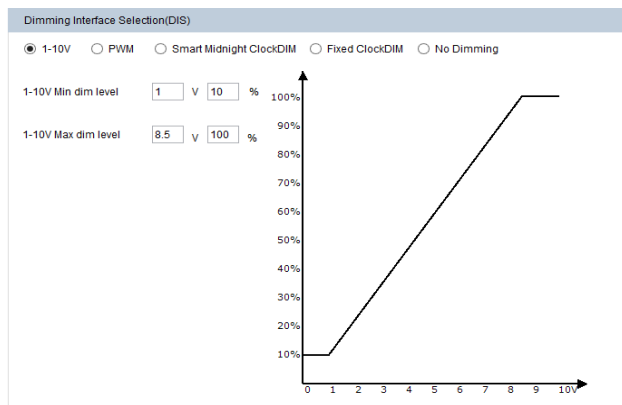 Dimming Interface Selection(DIS)
1-10V PWM Smart Midnight ClockDIM Fixed ClockDIM No Dimming
1-10V Min dim level 1 V 10 %
1-10V Max dim level 8.5 V 100 %
100%
90%
80%
70%
60%
50%
40%
30%
20%
10%
0 1 2 3 4 5 6 7 8 9 10V